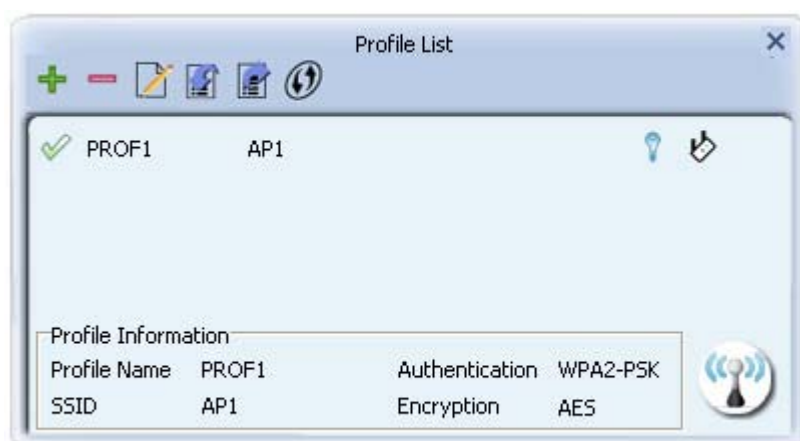 Profile List
PROF1 AP1
Profile Information
Profile Name PROF1 Authentication WPA2-PSK
SSID AP1 Encryption AES